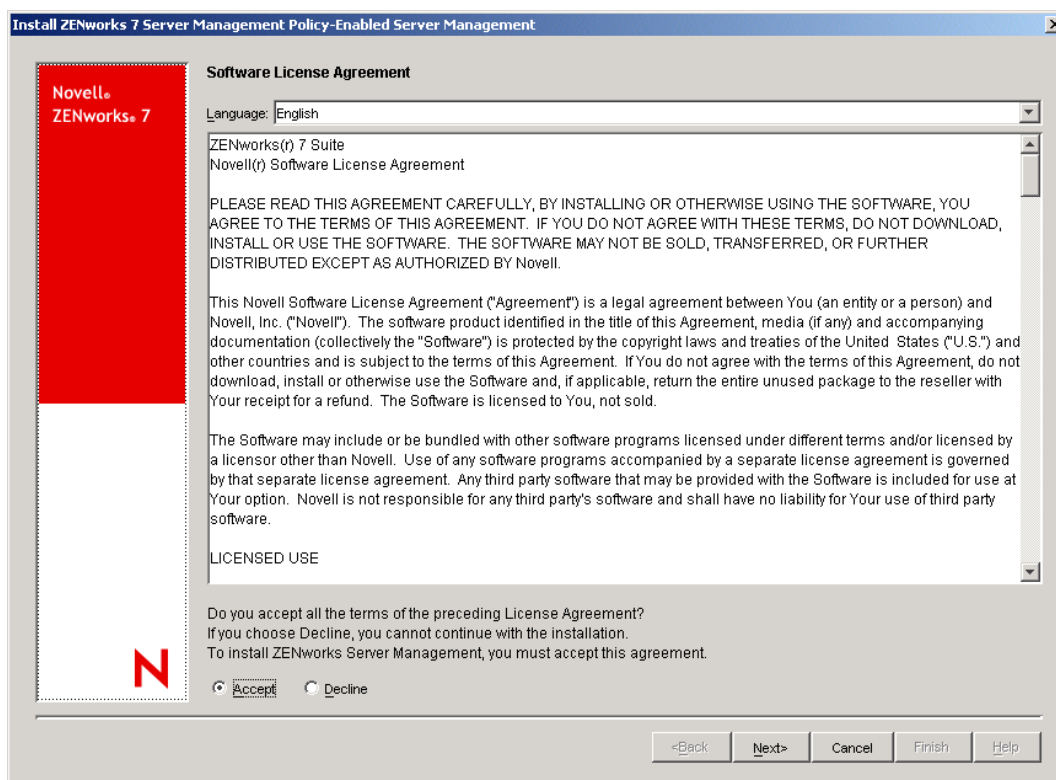 Install ZENworks 7 Server Management Policy-Enabled Server Management
Novell®
ZENworks® 7
Software License Agreement
Language: English
ZENworks(r) 7 Suite
Novell(r) Software License Agreement
PLEASE READ THIS AGREEMENT CAREFULLY, BY INSTALLING OR OTHERWISE USING THE SOFTWARE, YOU
AGREE TO THE TERMS OF THIS AGREEMENT.  IF YOU DO NOT AGREE WITH THESE TERMS, DO NOT DOWNLOAD,
INSTALL OR USE THE SOFTWARE.  THE SOFTWARE MAY NOT BE SOLD, TRANSFERRED, OR FURTHER
DISTRIBUTED EXCEPT AS AUTHORIZED BY Novell.
This Novell Software License Agreement ("Agreement") is a legal agreement between You (an entity or a person) and
Novell, Inc. ("Novell").  The software product identified in the title of this Agreement, media (if any) and accompanying
documentation (collectively the "Software") is protected by the copyright laws and treaties of the United  States ("U.S.") and
other countries and is subject to the terms of this Agreement.  If You do not agree with the terms of this Agreement, do not
download, install or otherwise use the Software and, if applicable, return the entire unused package to the reseller with
Your receipt for a refund.  The Software is licensed to You, not sold.
The Software may include or be bundled with other software programs licensed under different terms and/or licensed by
a licensor other than Novell.  Use of any software programs accompanied by a separate license agreement is governed
by that separate license agreement.  Any third party software that may be provided with the Software is included for use at
Your option.  Novell is not responsible for any third party's software and shall have no liability for Your use of third party
software.
LICENSED USE
Do you accept all the terms of the preceding License Agreement?
If you choose Decline, you cannot continue with the installation.
To install ZENworks Server Management, you must accept this agreement.
N
Accept Decline
<Back Next> Cancel Finish Help